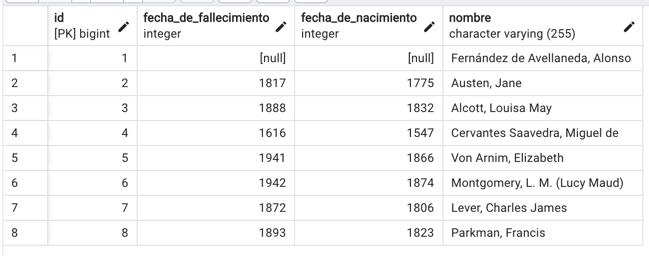 id fecha_de_fallecimiento fecha_de_nacimiento nombre
[PK] bigint integer integer character varying (255)
1 1 [null] [null] Fernández de Avellaneda, Alonso
2 2 1817 1775 Austen, Jane
3 3 1888 1832 Alcott, Louisa May
4 4 1616 1547 Cervantes Saavedra, Miguel de
5 5 1941 1866 Von Arnim, Elizabeth
6 6 1942 1874 Montgomery, L. M. (Lucy Maud)
7 7 1872 1806 Lever, Charles James
8 8 1893 1823 Parkman, Francis